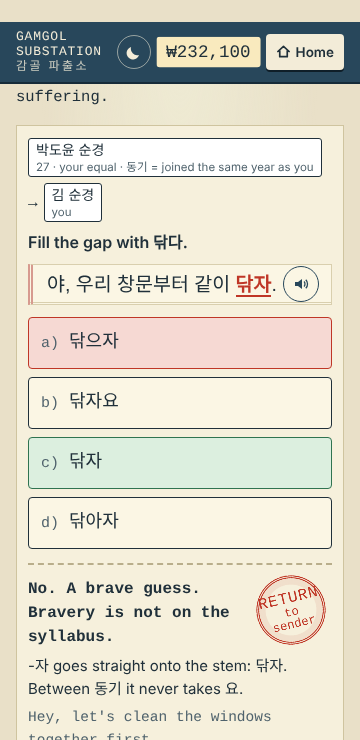 GAMGOL
SUBSTATION
감골 파출소
₩232,100
Home
suffering.
박도윤 순경
27 · your equal · 동기 = joined the same year as you
→ 김 순경
you
Fill the gap with 닦다.
야, 우리 창문부터 같이 닦자.
a) 닦으자
b) 닦자요
c) 닦자
d) 닦아자
No. A brave guess.
Bravery is not on the
syllabus.
RETURN
to
sender
-자 goes straight onto the stem: 닦자.
Between 동기 it never takes 요.
Hey, let's clean the windows
together first.